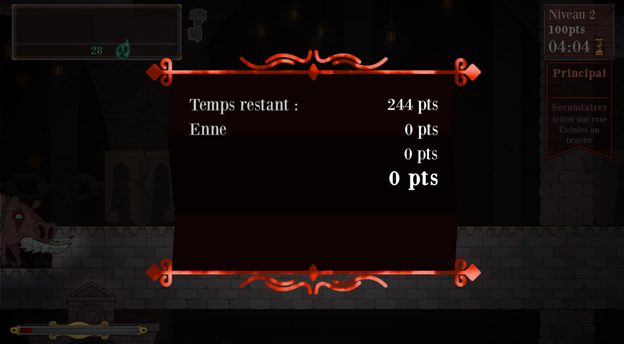 28
Niveau 2
100pts
04:04
Principal
Secondaires
Activer une rune
Éteindre un
brasier
Temps restant : 244 pts
Enne 0 pts
0 pts
0 pts